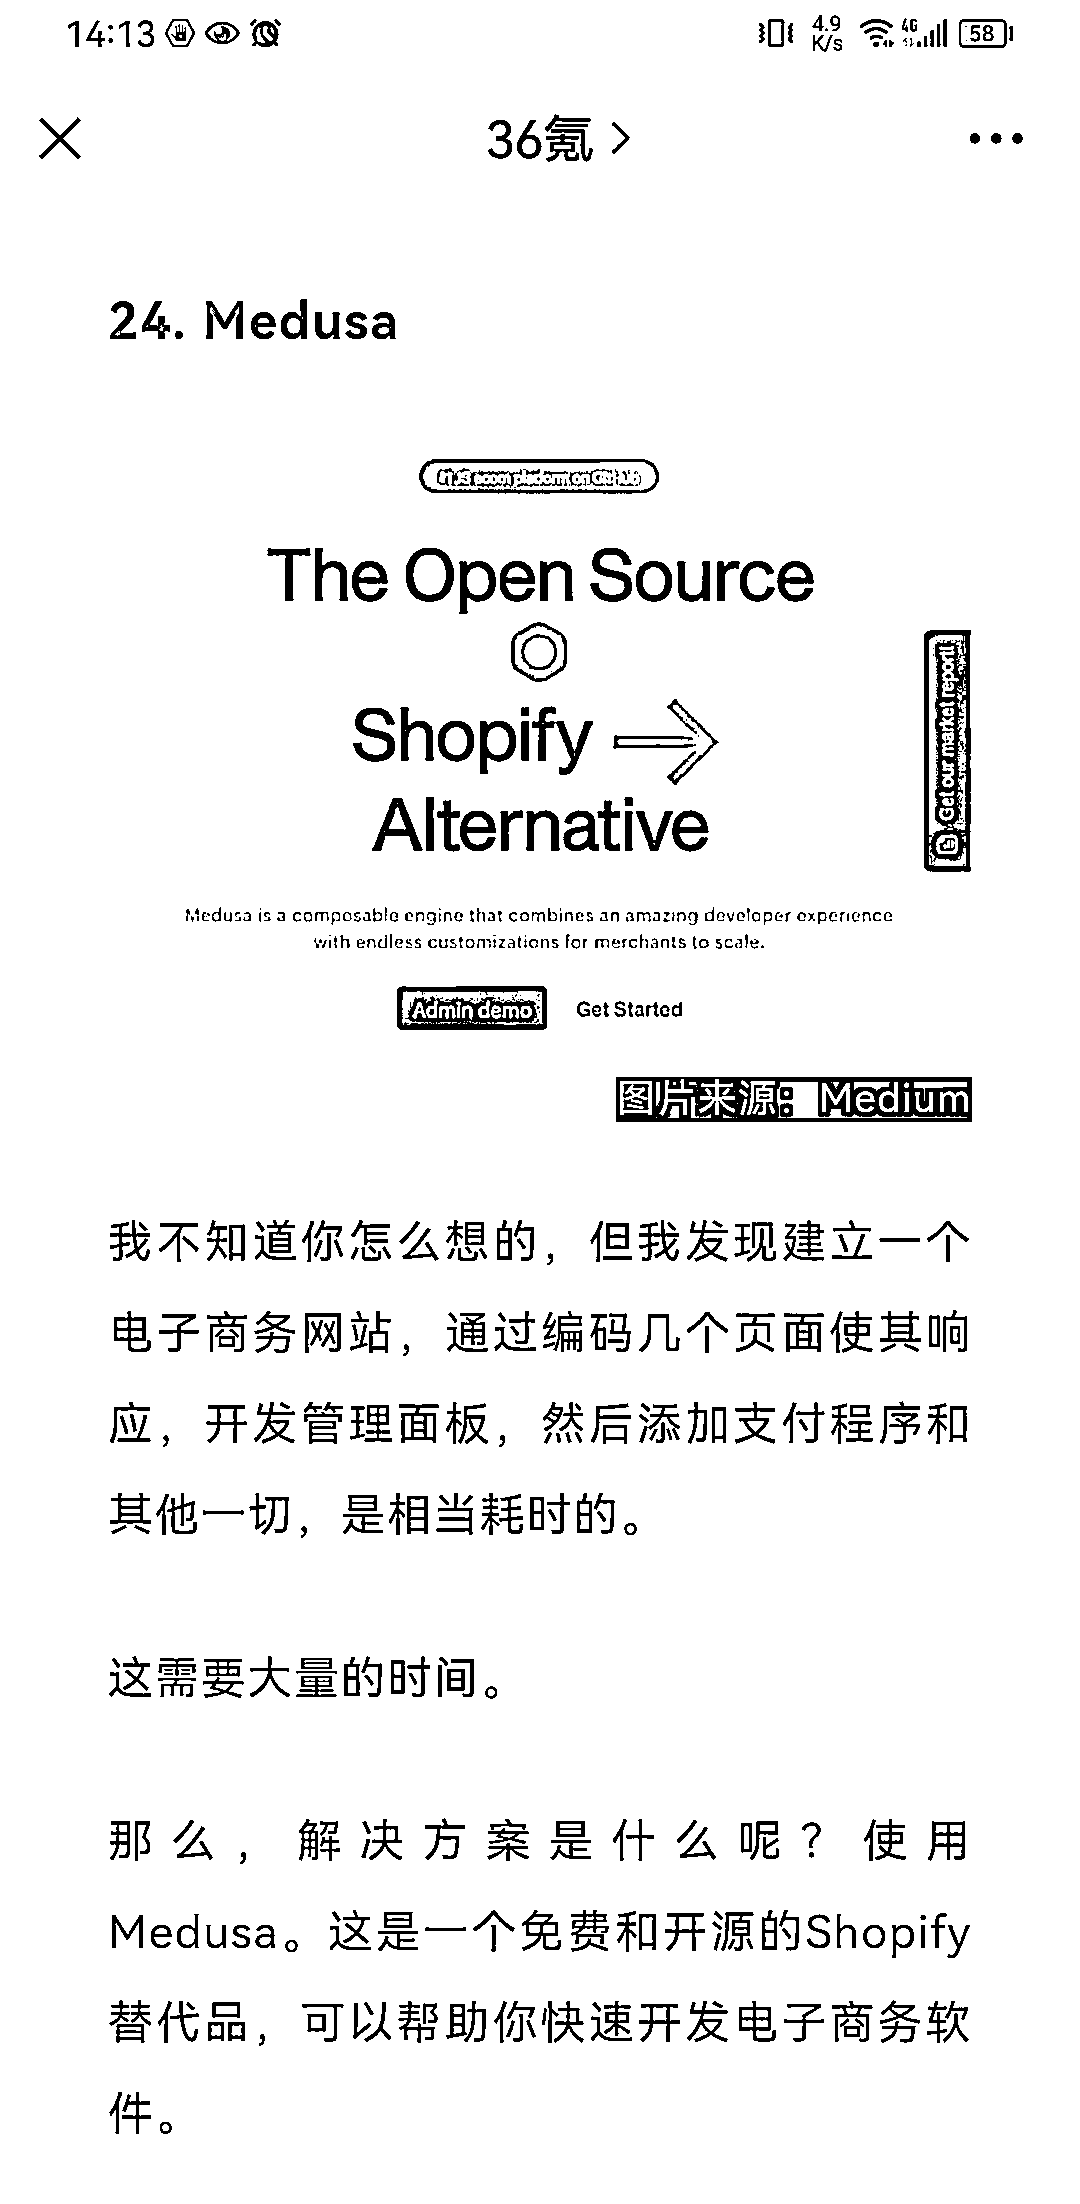 14:13
4.9
K/s
4G
58
36氪
24. Medusa
#1 JS ecom platform on GitHub
The Open Source
Shopify
Alternative
Get our market report!
Medusa is a composable engine that combines an amazing developer experience
with endless customizations for merchants to scale.
Admin demo Get Started
图片来源：Medium
我不知道你怎么想的，但我发现建立一个
电子商务网站，通过编码几个页面使其响
应，开发管理面板，然后添加支付程序和
其他一切，是相当耗时的。
这需要大量的时间。
那么，解决方案是什么呢？使用
Medusa。这是一个免费和开源的Shopify
替代品，可以帮助你快速开发电子商务软
件。